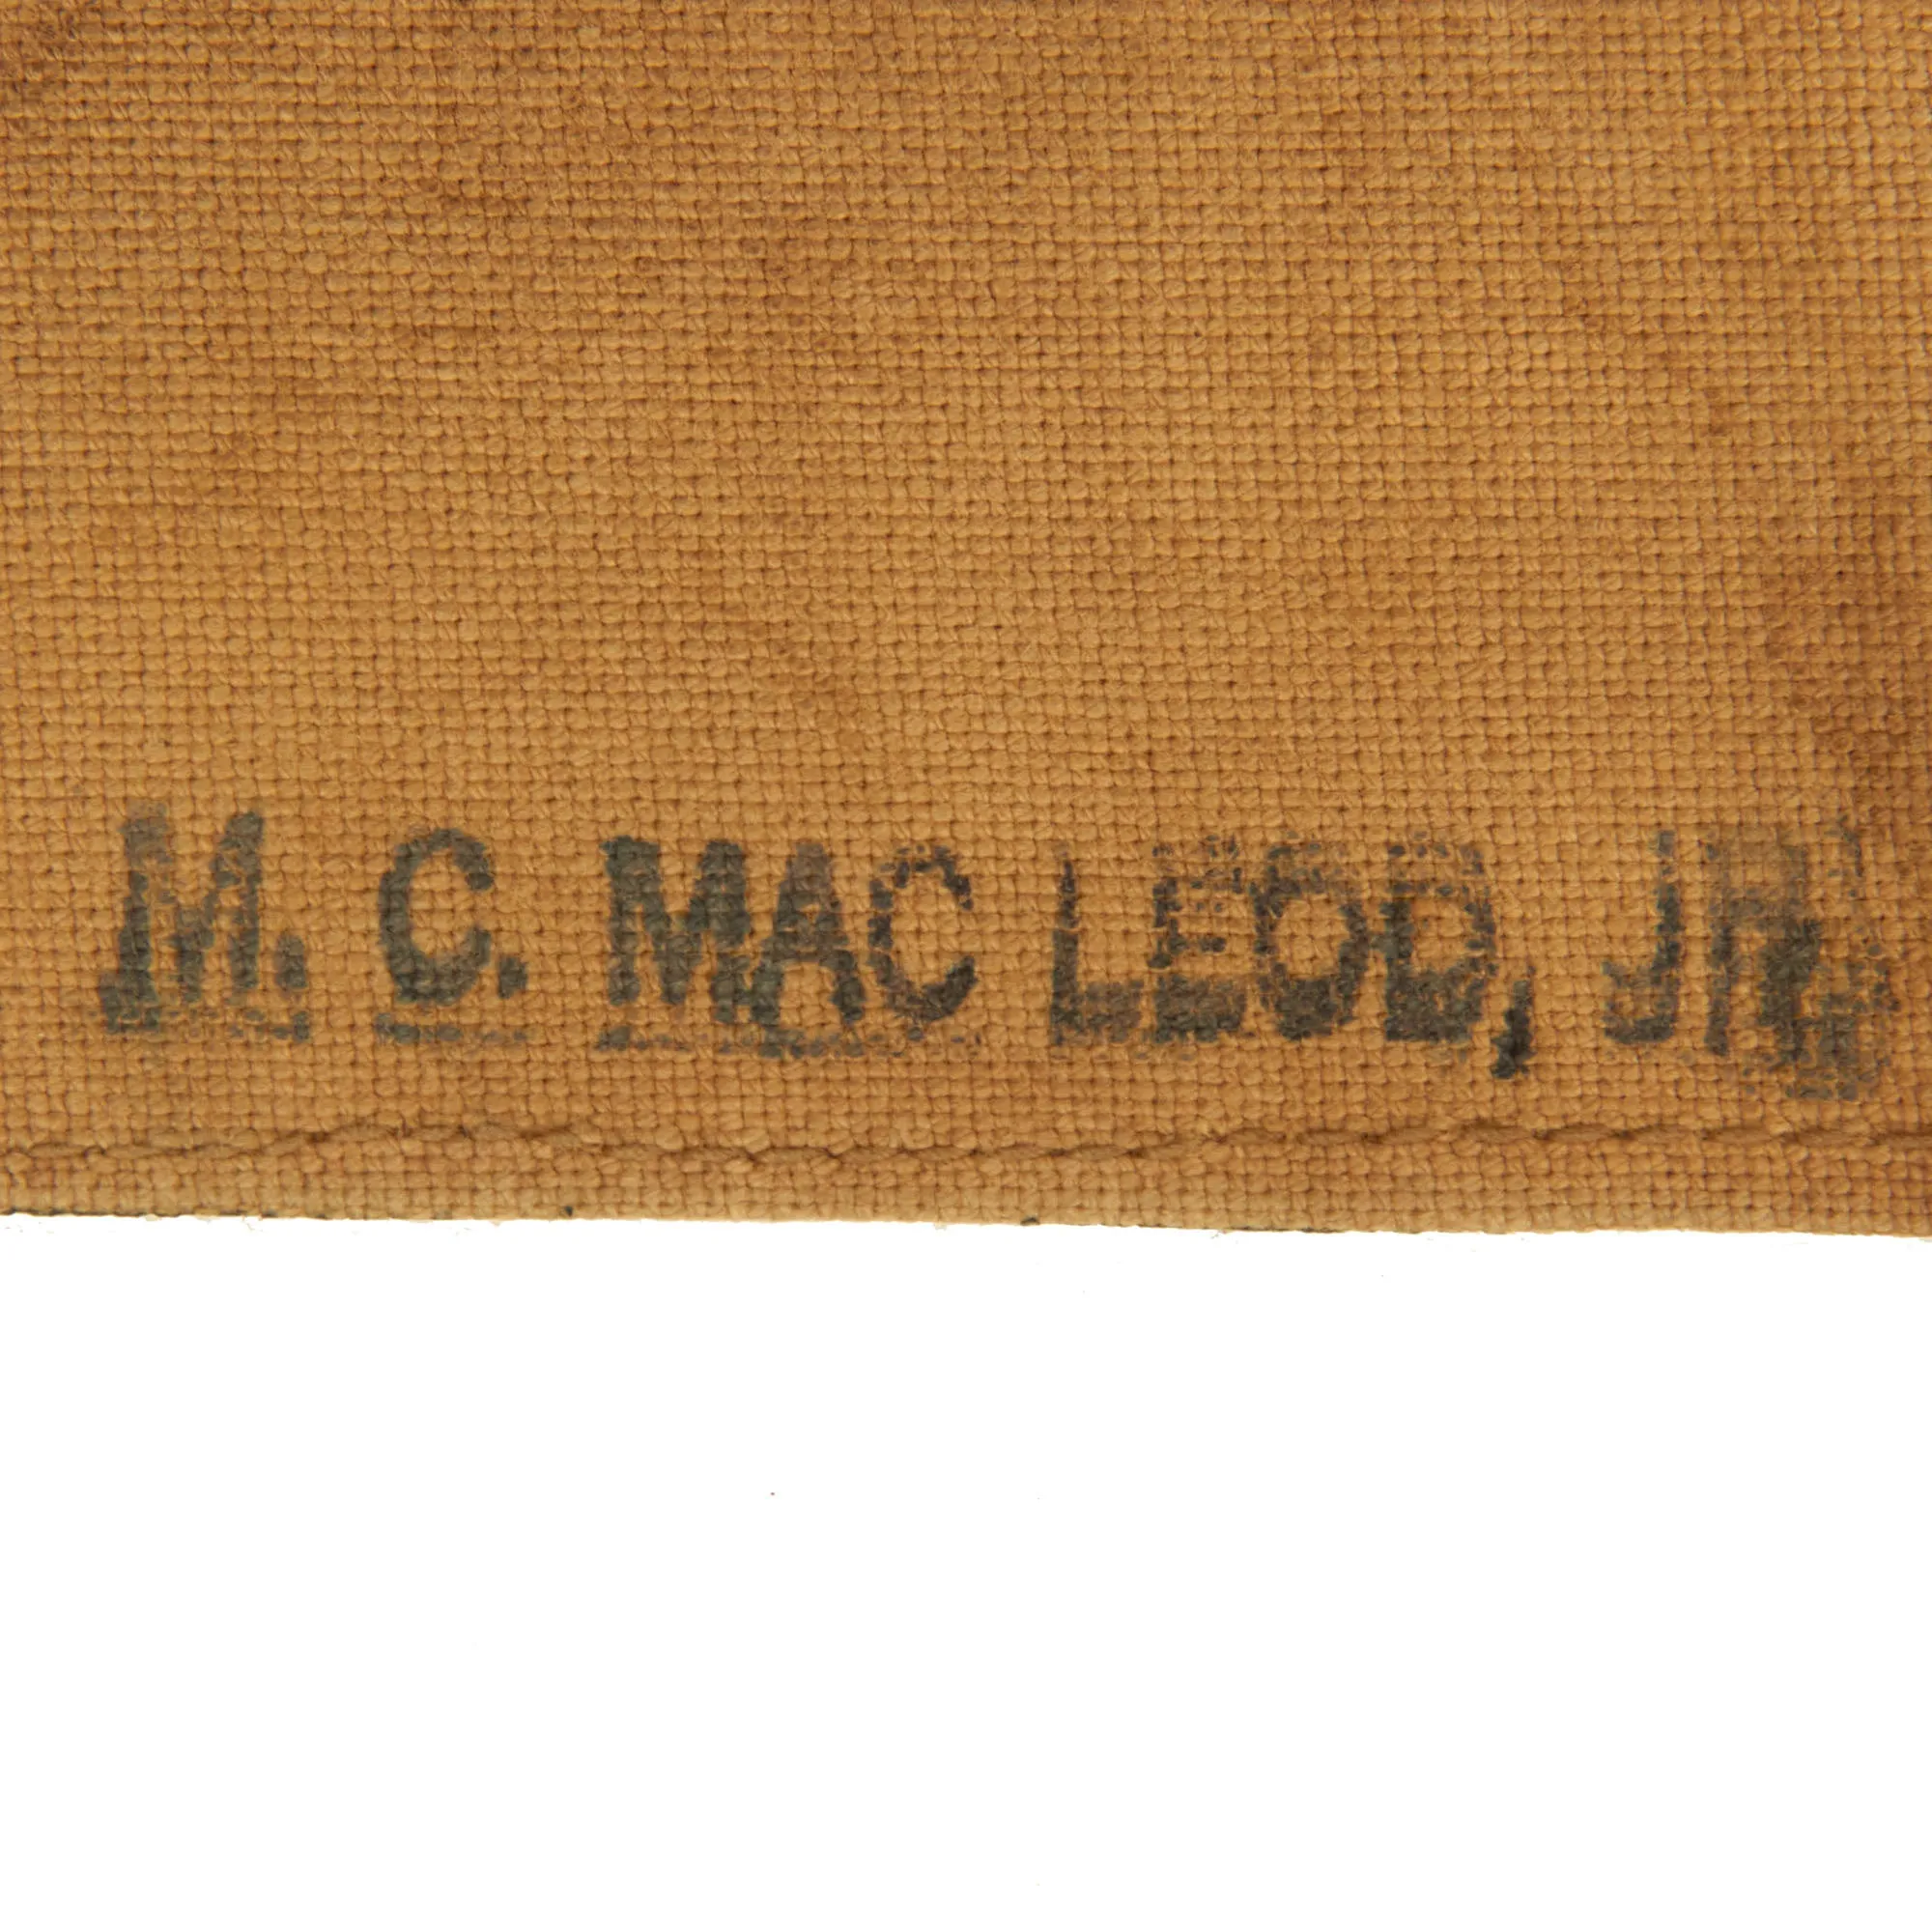 M. C. MAC LEOD, JR.